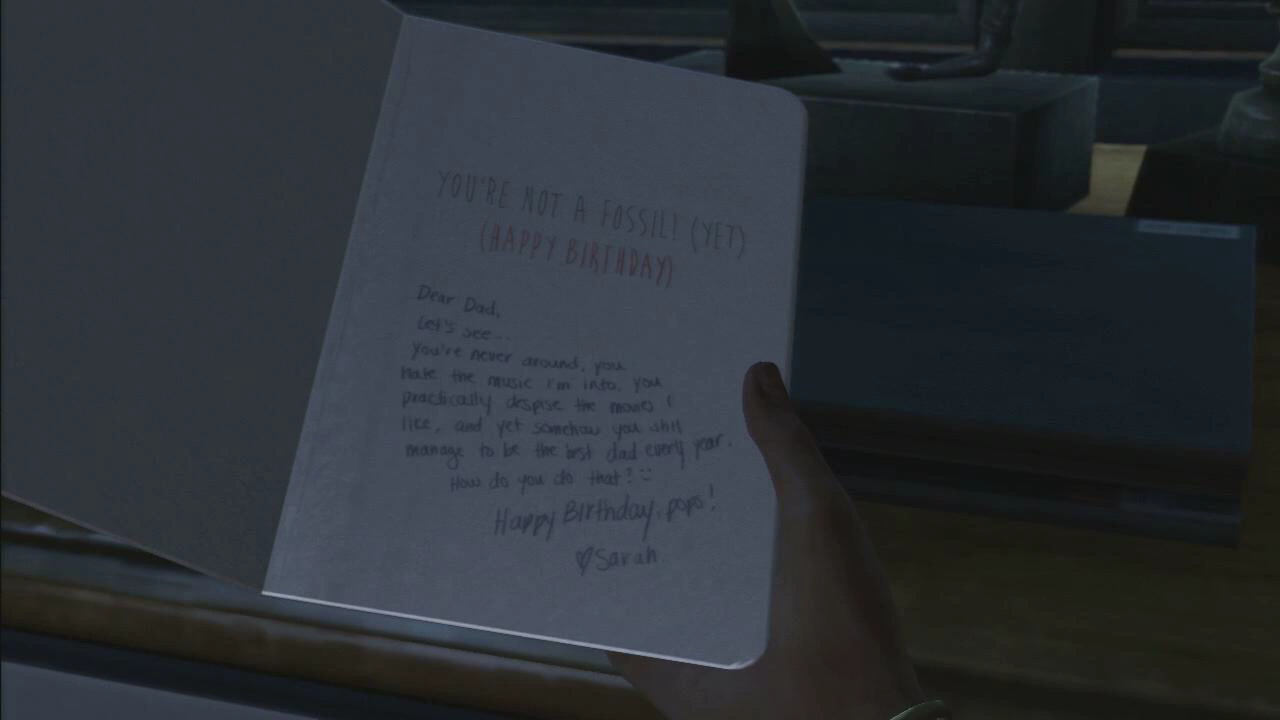 YOU'RE NOT A FOSSIL! (YET)
(HAPPY BIRTHDAY)
Dear Dad,
Let's see...
You're never around, you
hate the music I'm into, you
practically despise the movies I
like, and yet somehow you still
manage to be the best dad every year.
How do you do that? :)
Happy Birthday, pops!
♥Sarah